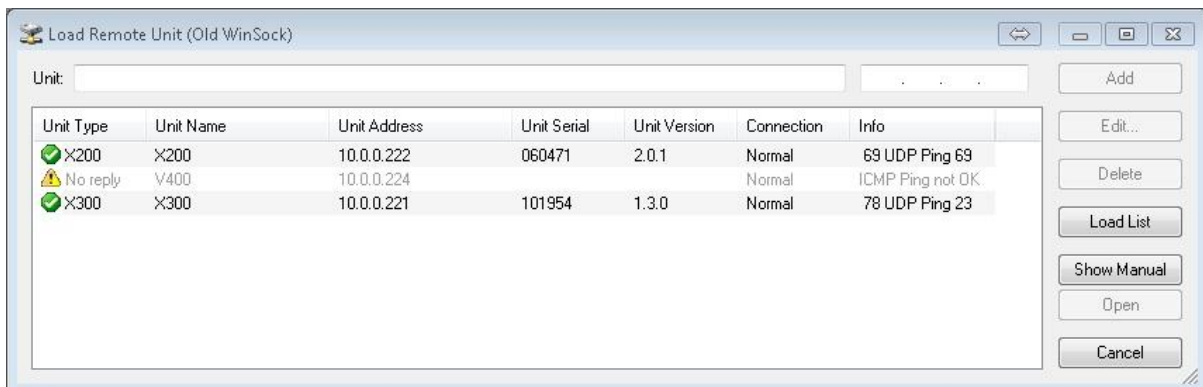 Load Remote Unit (Old WinSock)
Unit: . . . Add
Unit Type Unit Name Unit Address Unit Serial Unit Version Connection Info Edit...
X200 X200 10.0.0.222 060471 2.0.1 Normal 69 UDP Ping 69
No reply V400 10.0.0.224 Normal ICMP Ping not OK Delete
X300 X300 10.0.0.221 101954 1.3.0 Normal 78 UDP Ping 23
Load List
Show Manual
Open
Cancel